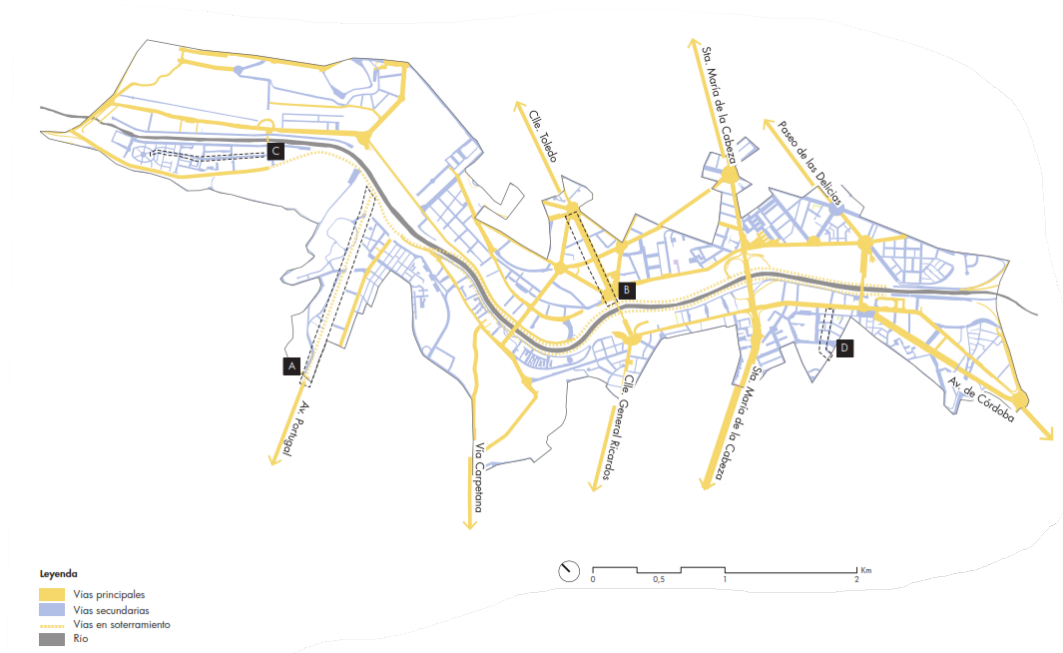 Sta. María de la Cabeza
Clle. Toledo
Paseo de las Delicias
C
B
D
A
Av. Portugal
Vía Carpetana
Clle. General Ricardos
Sta. María de la Cabeza
Av. de Córdoba
Leyenda
Vías principales
Vías secundarias
Vías en soterramiento
Río
0
0,5
1
2
Km